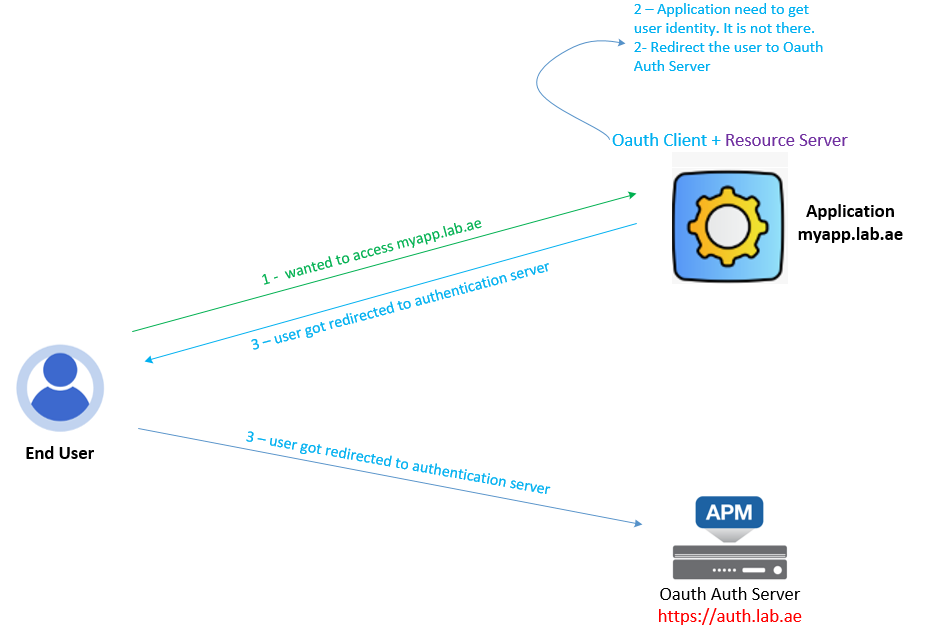 2 – Application need to get
user identity. It is not there.
2- Redirect the user to Oauth
Auth Server
Oauth Client + Resource Server
Application
myapp.lab.ae
1 -  wanted to access myapp.lab.ae
3 – user got redirected to authentication server
End User
3 – user got redirected to authentication server
APM
Oauth Auth Server
https://auth.lab.ae